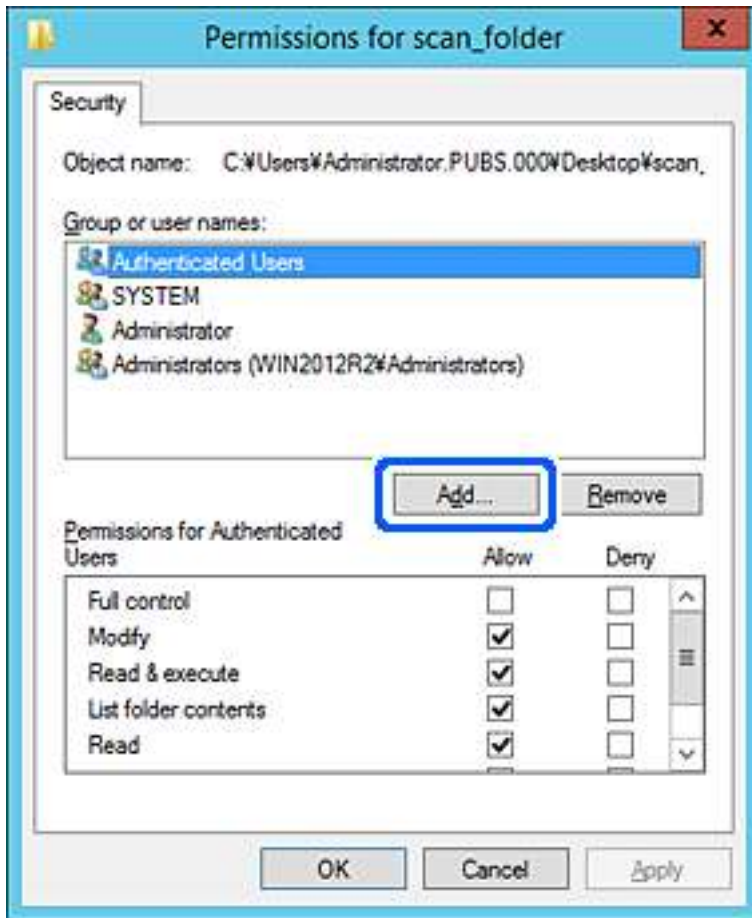 Permissions for scan_folder
x
Security
Object name: C:¥Users¥Administrator.PUBS.000¥Desktop¥scan_
Group or user names:
Authenticated Users
SYSTEM
Administrator
Administrators (WIN2012R2¥Administrators)
Add...
Remove
Permissions for Authenticated
Users Allow Deny
Full control
Modify
Read & execute
List folder contents
Read
OK Cancel Apply